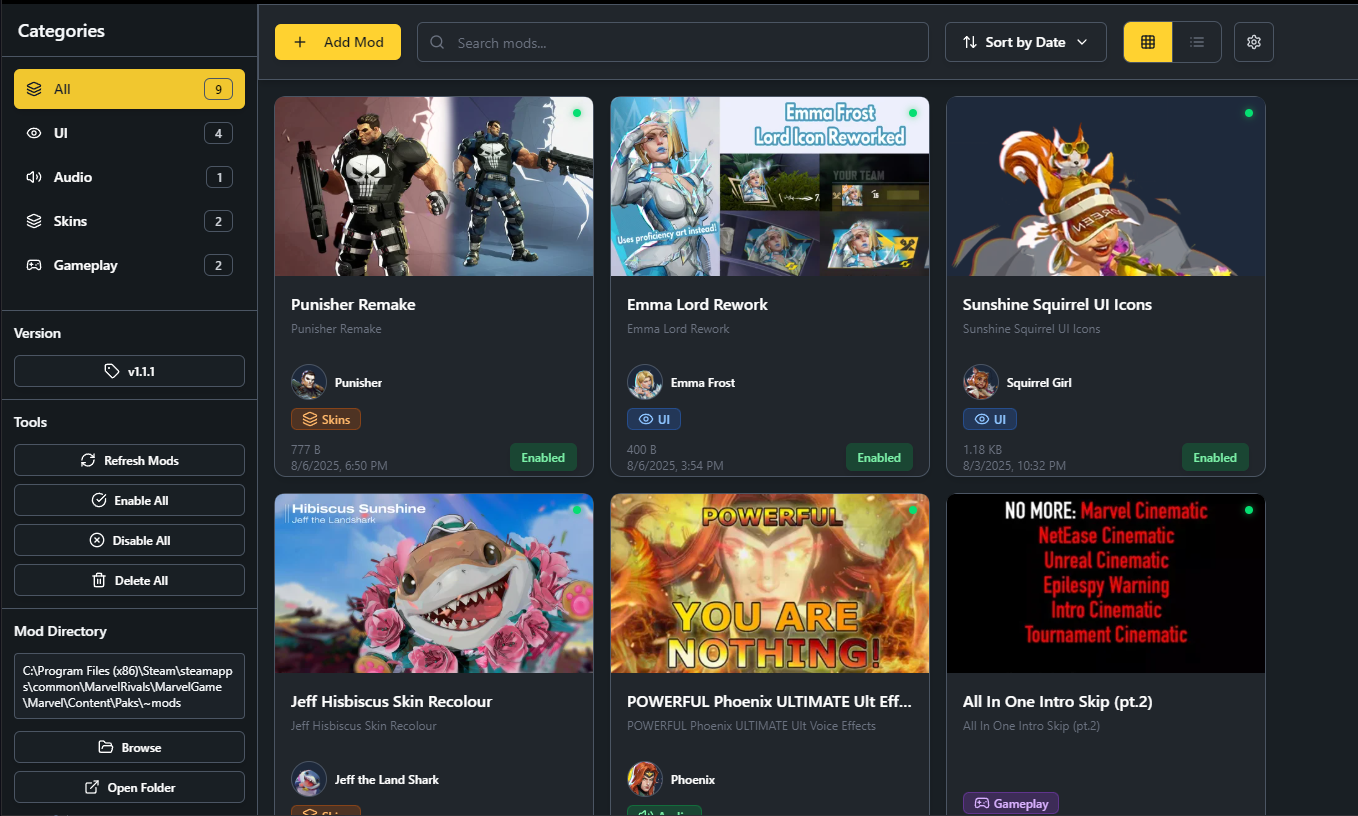 Categories
All
9
UI
4
Audio
1
Skins
2
Gameplay
2
Version
v1.1.1
Tools
Refresh Mods
Enable All
Disable All
Delete All
Mod Directory
C:\Program Files (x86)\Steam\steamapp
s\common\MarvelRivals\MarvelGame
\Marvel\Content\Paks\~mods
Browse
Open Folder
Add Mod
Search mods...
Sort by Date
Punisher Remake
Punisher Remake
Punisher
Skins
777 B
8/6/2025, 6:50 PM
Enabled
Emma Frost
Lord Icon Reworked
YOUR TEAM
Uses proficiency art instead!
Emma Lord Rework
Emma Lord Rework
Emma Frost
UI
400 B
8/6/2025, 3:54 PM
Enabled
Sunshine Squirrel UI Icons
Sunshine Squirrel UI Icons
Squirrel Girl
UI
1.18 KB
8/3/2025, 10:32 PM
Enabled
Hibiscus Sunshine
Jeff the Landshark
Jeff Hisbiscus Skin Recolour
Jeff Hisbiscus Skin Recolour
Jeff the Land Shark
Skins
POWERFUL
YOU ARE
NOTHING!
POWERFUL Phoenix ULTIMATE Ult Eff...
POWERFUL Phoenix ULTIMATE Ult Voice Effects
Phoenix
Audio
NO MORE: Marvel Cinematic
NetEase Cinematic
Unreal Cinematic
Epilespy Warning
Intro Cinematic
Tournament Cinematic
All In One Intro Skip (pt.2)
All In One Intro Skip (pt.2)
Gameplay